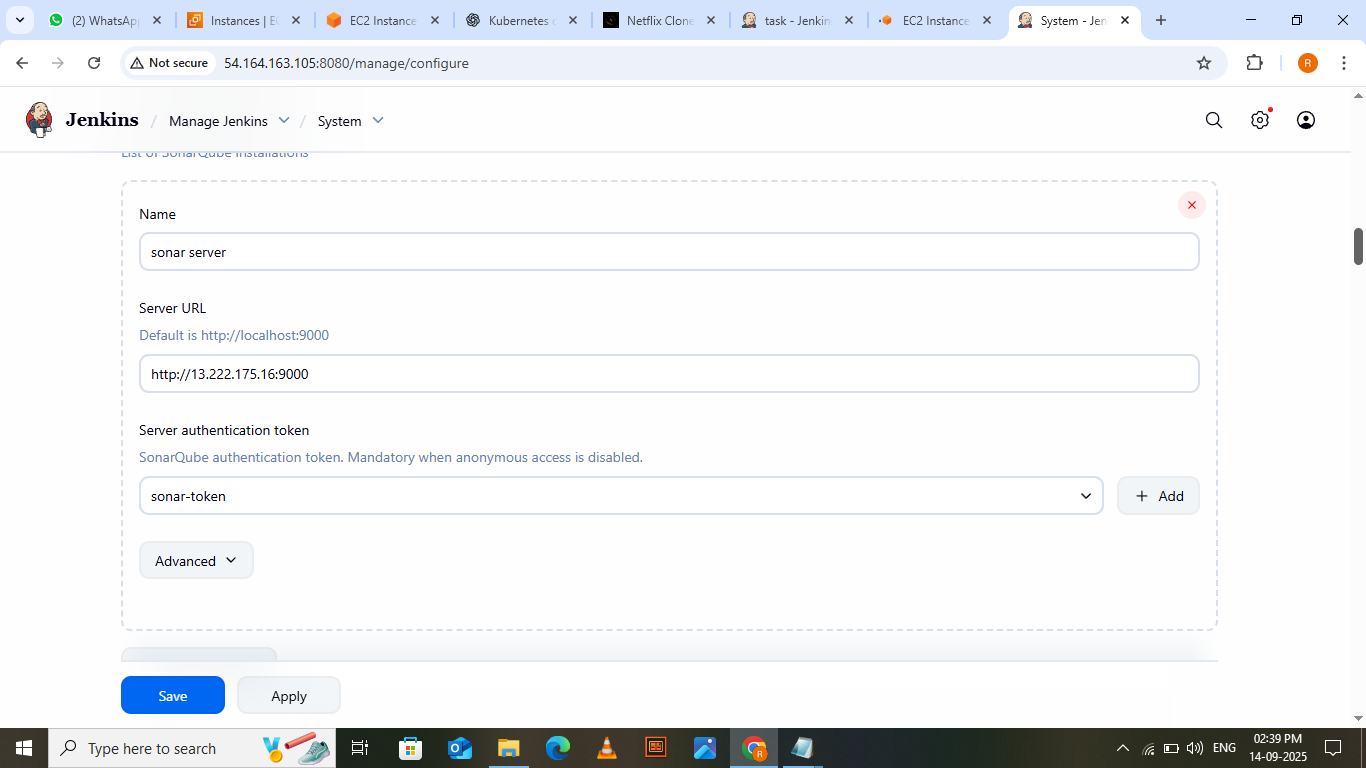 (2) WhatsApp
Instances | EC
EC2 Instance
Kubernetes c
Netflix Clone
task - Jenkin
EC2 Instance
System - Jen
Not secure
54.164.163.105:8080/manage/configure
R
Jenkins / Manage Jenkins / System
List of SonarQube installations
Name
sonar server
Server URL
Default is http://localhost:9000
http://13.222.175.16:9000
Server authentication token
SonarQube authentication token. Mandatory when anonymous access is disabled.
sonar-token
+ Add
Advanced
Save
Apply
Type here to search
ENG
02:39 PM
14-09-2025